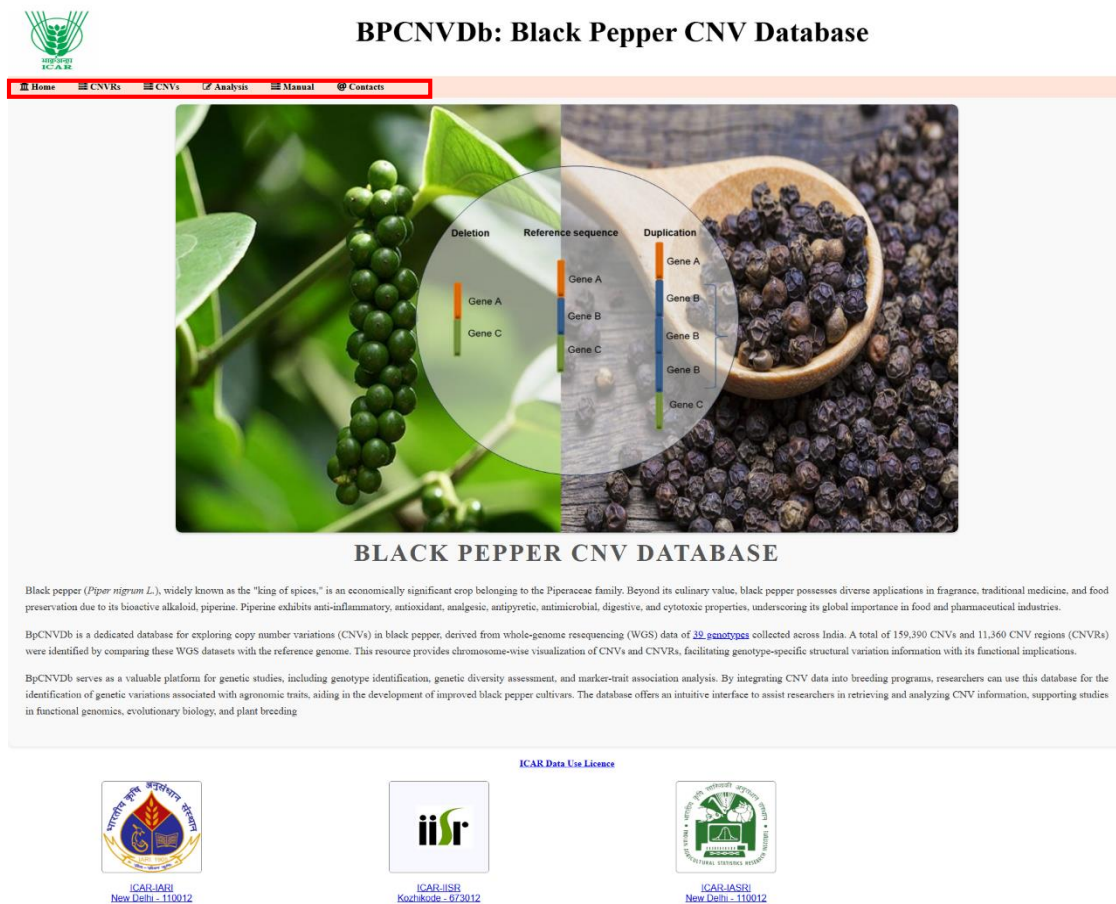 BPCNVDb: Black Pepper CNV Database
भाकृअनुप
ICAR
Home CNVRs CNVs Analysis Manual @ Contacts
Deletion Reference sequence Duplication
Gene A
Gene C
Gene A
Gene B
Gene C
Gene A
Gene B
Gene B
Gene B
Gene C
BLACK PEPPER CNV DATABASE
Black pepper (Piper nigrum L.), widely known as the "king of spices," is an economically significant crop belonging to the Piperaceae family. Beyond its culinary value, black pepper possesses diverse applications in fragrance, traditional medicine, and food
preservation due to its bioactive alkaloid, piperine. Piperine exhibits anti-inflammatory, antioxidant, analgesic, antipyretic, antimicrobial, digestive, and cytotoxic properties, underscoring its global importance in food and pharmaceutical industries.
BpCNVDb is a dedicated database for exploring copy number variations (CNVs) in black pepper, derived from whole-genome resequencing (WGS) data of 39 genotypes collected across India. A total of 159,390 CNVs and 11,360 CNV regions (CNVRs)
were identified by comparing these WGS datasets with the reference genome. This resource provides chromosome-wise visualization of CNVs and CNVRs, facilitating genotype-specific structural variation information with its functional implications.
BpCNVDb serves as a valuable platform for genetic studies, including genotype identification, genetic diversity assessment, and marker-trait association analysis. By integrating CNV data into breeding programs, researchers can use this database for the
identification of genetic variations associated with agronomic traits, aiding in the development of improved black pepper cultivars. The database offers an intuitive interface to assist researchers in retrieving and analyzing CNV information, supporting studies
in functional genomics, evolutionary biology, and plant breeding
ICAR Data Use Licence
भारतीय कृषि अनुसंधान संस्थान
IARI 1905
iisr
ICAR-IARI
New Delhi - 110012
ICAR-IISR
Kozhikode - 673012
ICAR-IASRI
New Delhi - 110012